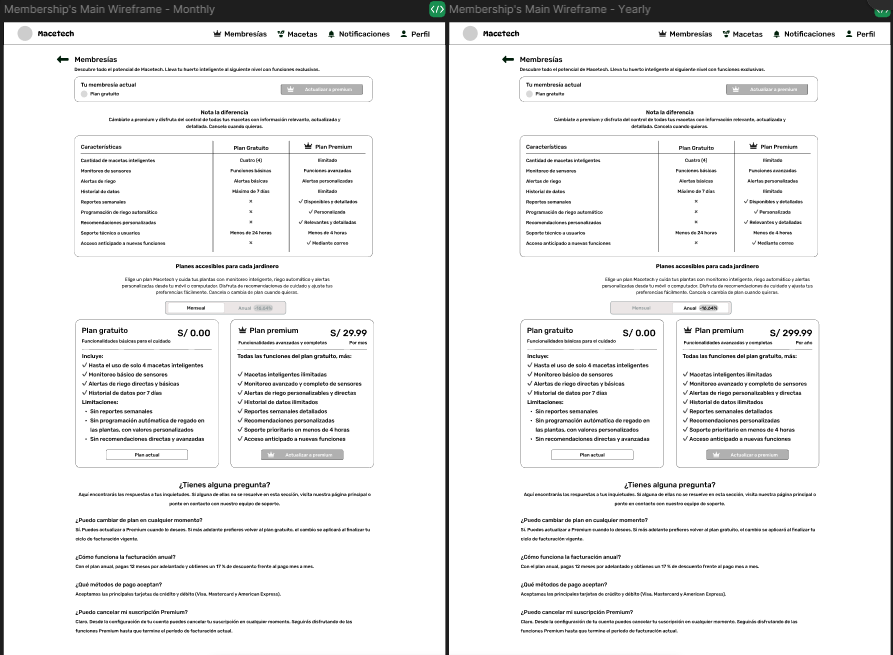 Membership's Main Wireframe - Monthly
Macetech
Membresías
Macetas
Notificaciones
Perfil
Membresías
Descubre todo el potencial de Macetech. Lleva tu huerto inteligente al siguiente nivel con funciones exclusivas.
Tu membresía actual
Plan gratuito
Actualizar a premium
Nota la diferencia
Cámbiate a premium y disfruta del control de todas tus macetas con información relevante, actualizada y
detallada. Cancela cuando quieras.
Características Plan Gratuito Plan Premium
Cantidad de macetas inteligentes Cuatro (4) Ilimitado
Monitoreo de sensores Funciones básicas Funciones avanzadas
Alertas de riego Alertas básicas Alertas personalizadas
Historial de datos Máximo de 7 días Ilimitado
Reportes semanales × ✓ Disponibles y detallados
Programación de riego automático × ✓ Personalizada
Recomendaciones personalizadas × ✓ Relevantes y detalladas
Soporte técnico a usuarios Menos de 24 horas Menos de 4 horas
Acceso anticipado a nuevas funciones × ✓ Mediante correo
Planes accesibles para cada jardinero
Elige un plan Macetech y cuida tus plantas con monitoreo inteligente, riego automático y alertas
personalizadas desde tu móvil o computador. Disfruta de recomendaciones de cuidado y ajusta tus
preferencias fácilmente. Cancela o cambia de plan cuando quieras.
Mensual Anual -16,64%
Plan gratuito S/ 0.00
Funcionalidades básicas para el cuidado
Incluye:
✓ Hasta el uso de solo 4 macetas inteligentes
✓ Monitoreo básico de sensores
✓ Alertas de riego directas y básicas
✓ Historial de datos por 7 días
Limitaciones:
• Sin reportes semanales
• Sin programación autómatica de regado en
las plantas, con valores personalizados
• Sin recomendaciones directas y avanzadas
Plan actual
Plan premium S/ 29.99
Funcionalidades avanzadas y completas Por mes
Todas las funciones del plan gratuito, más:
✓ Macetas inteligentes ilimitadas
✓ Monitoreo avanzado y completo de sensores
✓ Alertas de riego personalizables y directas
✓ Historial de datos ilimitados
✓ Reportes semanales detallados
✓ Recomendaciones personalizadas
✓ Soporte prioritario en menos de 4 horas
✓ Acceso anticipado a nuevas funciones
Actualizar a premium
¿Tienes alguna pregunta?
Aquí encontrarás las respuestas a tus inquietudes. Si alguna de ellas no se resuelve en esta sección, visita nuestra página principal o
ponte en contacto con nuestro equipo de soporte.
¿Puedo cambiar de plan en cualquier momento?
Sí. Puedes actualizar a Premium cuando lo desees. Si más adelante prefieres volver al plan gratuito, el cambio se aplicará al finalizar tu
ciclo de facturación vigente.
¿Cómo funciona la facturación anual?
Con el plan anual, pagas 12 meses por adelantado y obtienes un 17 % de descuento frente al pago mes a mes.
¿Qué métodos de pago aceptan?
Aceptamos las principales tarjetas de crédito y débito (Visa, Mastercard y American Express).
¿Puedo cancelar mi suscripción Premium?
Claro. Desde la configuración de tu cuenta puedes cancelar tu suscripción en cualquier momento. Seguirás disfrutando de las
funciones Premium hasta que termine el período de facturación actual.
Membership's Main Wireframe - Yearly
Macetech
Membresías
Macetas
Notificaciones
Perfil
Membresías
Descubre todo el potencial de Macetech. Lleva tu huerto inteligente al siguiente nivel con funciones exclusivas.
Tu membresía actual
Plan gratuito
Actualizar a premium
Nota la diferencia
Cámbiate a premium y disfruta del control de todas tus macetas con información relevante, actualizada y
detallada. Cancela cuando quieras.
Características Plan Gratuito Plan Premium
Cantidad de macetas inteligentes Cuatro (4) Ilimitado
Monitoreo de sensores Funciones básicas Funciones avanzadas
Alertas de riego Alertas básicas Alertas personalizadas
Historial de datos Máximo de 7 días Ilimitado
Reportes semanales × ✓ Disponibles y detallados
Programación de riego automático × ✓ Personalizada
Recomendaciones personalizadas × ✓ Relevantes y detalladas
Soporte técnico a usuarios Menos de 24 horas Menos de 4 horas
Acceso anticipado a nuevas funciones × ✓ Mediante correo
Planes accesibles para cada jardinero
Elige un plan Macetech y cuida tus plantas con monitoreo inteligente, riego automático y alertas
personalizadas desde tu móvil o computador. Disfruta de recomendaciones de cuidado y ajusta tus
preferencias fácilmente. Cancela o cambia de plan cuando quieras.
Mensual Anual -16,64%
Plan gratuito S/ 0.00
Funcionalidades básicas para el cuidado
Incluye:
✓ Hasta el uso de solo 4 macetas inteligentes
✓ Monitoreo básico de sensores
✓ Alertas de riego directas y básicas
✓ Historial de datos por 7 días
Limitaciones:
• Sin reportes semanales
• Sin programación autómatica de regado en
las plantas, con valores personalizados
• Sin recomendaciones directas y avanzadas
Plan actual
Plan premium S/ 299.99
Funcionalidades avanzadas y completas Por año
Todas las funciones del plan gratuito, más:
✓ Macetas inteligentes ilimitadas
✓ Monitoreo avanzado y completo de sensores
✓ Alertas de riego personalizables y directas
✓ Historial de datos ilimitados
✓ Reportes semanales detallados
✓ Recomendaciones personalizadas
✓ Soporte prioritario en menos de 4 horas
✓ Acceso anticipado a nuevas funciones
Actualizar a premium
¿Tienes alguna pregunta?
Aquí encontrarás las respuestas a tus inquietudes. Si alguna de ellas no se resuelve en esta sección, visita nuestra página principal o
ponte en contacto con nuestro equipo de soporte.
¿Puedo cambiar de plan en cualquier momento?
Sí. Puedes actualizar a Premium cuando lo desees. Si más adelante prefieres volver al plan gratuito, el cambio se aplicará al finalizar tu
ciclo de facturación vigente.
¿Cómo funciona la facturación anual?
Con el plan anual, pagas 12 meses por adelantado y obtienes un 17 % de descuento frente al pago mes a mes.
¿Qué métodos de pago aceptan?
Aceptamos las principales tarjetas de crédito y débito (Visa, Mastercard y American Express).
¿Puedo cancelar mi suscripción Premium?
Claro. Desde la configuración de tu cuenta puedes cancelar tu suscripción en cualquier momento. Seguirás disfrutando de las
funciones Premium hasta que termine el período de facturación actual.